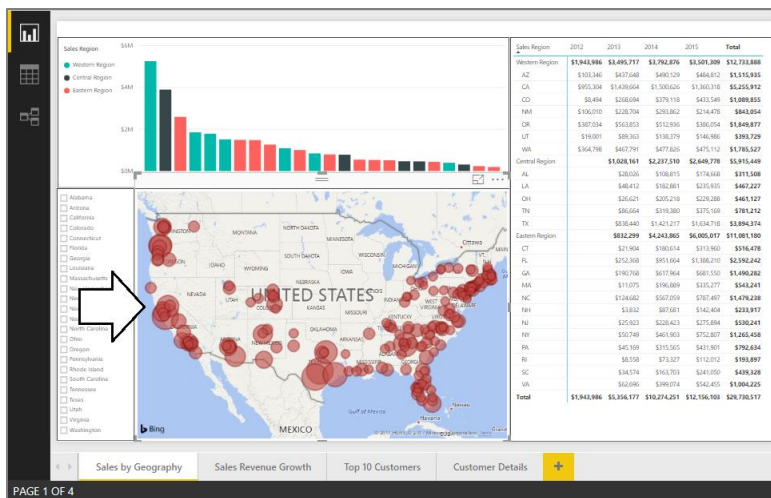 Sales Region
Western Region
Central Region
Eastern Region
$6M
$4M
$2M
$0M
Sales Region 2012 2013 2014 2015 Total
Western Region $1,943,986 $3,495,717 $3,792,876 $3,501,309 $12,733,888
AZ $103,346 $437,648 $490,129 $484,812 $1,515,935
CA $955,304 $1,439,664 $1,500,626 $1,360,318 $5,255,912
CO $8,494 $268,694 $379,118 $433,549 $1,089,855
NM $106,010 $228,704 $293,862 $214,478 $843,054
OR $387,034 $563,853 $512,936 $386,054 $1,849,877
UT $19,001 $89,363 $138,379 $146,986 $393,729
WA $364,798 $467,791 $477,826 $475,112 $1,785,527
Central Region $1,028,161 $2,237,510 $2,649,778 $5,915,449
AL $28,026 $108,815 $174,668 $311,508
LA $48,412 $182,881 $235,935 $467,227
OH $26,621 $205,218 $229,288 $461,127
TN $86,664 $319,380 $375,169 $781,212
TX $838,440 $1,421,217 $1,634,718 $3,894,374
Eastern Region $832,299 $4,243,865 $6,005,017 $11,081,180
CT $21,904 $180,614 $313,960 $516,478
FL $252,368 $951,664 $1,388,210 $2,592,242
GA $190,768 $617,964 $681,550 $1,490,282
MA $11,075 $196,889 $335,277 $543,241
NC $124,682 $567,059 $787,497 $1,479,238
NH $3,832 $87,681 $142,404 $233,917
NJ $25,923 $228,423 $275,894 $530,241
NY $50,749 $461,903 $752,807 $1,265,458
PA $45,169 $315,565 $431,901 $792,634
RI $8,558 $73,327 $112,012 $193,897
SC $34,574 $163,703 $241,050 $439,328
VA $62,696 $399,074 $542,455 $1,004,225
Total $1,943,986 $5,356,177 $10,274,251 $12,156,103 $29,730,517
Alabama
Arizona
California
Colorado
Connecticut
Florida
Georgia
Louisiana
Massachusetts
North Carolina
Ohio
Oregon
Pennsylvania
Rhode Island
South Carolina
Tennessee
Texas
Utah
Virginia
Washington
MONTANA
NORTH DAKOTA
MINNESOTA
Ottawa
SOUTH DAKOTA
WISCONSIN
IDAHO
WYOMING
IOWA
NEBRASKA
NEVADA
UTAH
UNITED STATES
KANSAS
MISSOURI
KENTUCKY
WEST
OKLAHOMA
ARKANSAS
Gulf of Mexico
Nassau
Havana
MEXICO
Bing
Sales by Geography
Sales Revenue Growth
Top 10 Customers
Customer Details
+
PAGE 1 OF 4